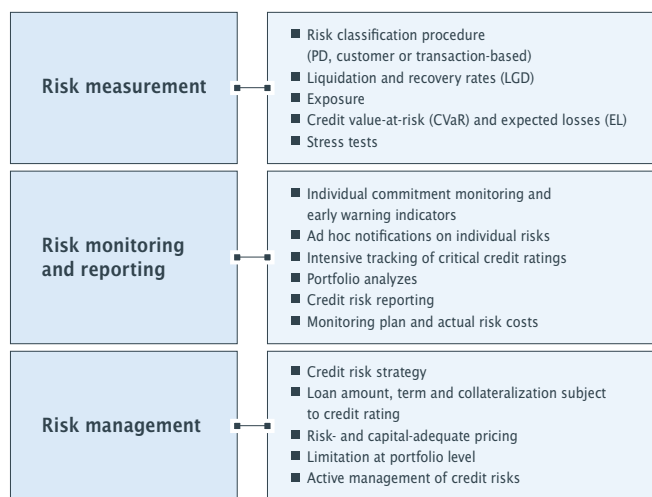 Risk measurement
■ Risk classification procedure
(PD, customer or transaction-based)
■ Liquidation and recovery rates (LGD)
■ Exposure
■ Credit value-at-risk (CVaR) and expected losses (EL)
■ Stress tests
Risk monitoring
and reporting
■ Individual commitment monitoring and
early warning indicators
■ Ad hoc notifications on individual risks
■ Intensive tracking of critical credit ratings
■ Portfolio analyzes
■ Credit risk reporting
■ Monitoring plan and actual risk costs
Risk management
■ Credit risk strategy
■ Loan amount, term and collateralization subject
to credit rating
■ Risk- and capital-adequate pricing
■ Limitation at portfolio level
■ Active management of credit risks